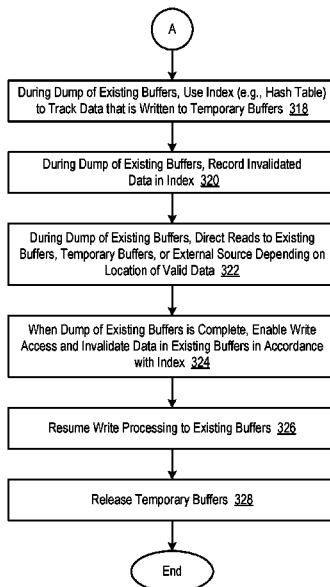 A
During Dump of Existing Buffers, Use Index (e.g., Hash Table)
to Track Data that is Written to Temporary Buffers 318
During Dump of Existing Buffers, Record Invalidated
Data in Index 320
During Dump of Existing Buffers, Direct Reads to Existing
Buffers, Temporary Buffers, or External Source Depending on
Location of Valid Data
322
When Dump of Existing Buffers is Complete, Enable Write
Access and Invalidate Data in Existing Buffers in Accordance
with Index 324
Resume Write Processing to Existing Buffers 326
Release Temporary Buffers 328
End